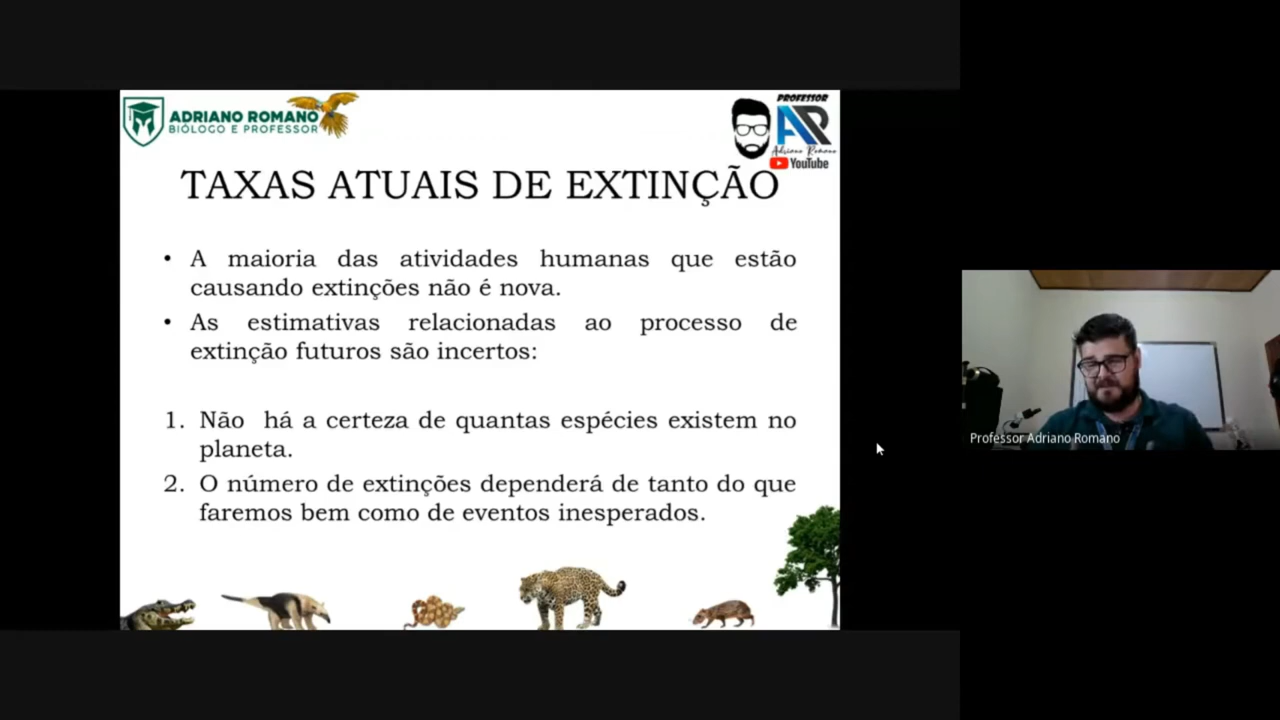 ADRIANO ROMANO
BIÓLOGO E PROFESSOR
PROFESSOR
AR
Adriano Romano
YouTube
TAXAS ATUAIS DE EXTINÇÃO
• A maioria das atividades humanas que estão
causando extinções não é nova.
• As estimativas relacionadas ao processo de
extinção futuros são incertos:
1. Não há a certeza de quantas espécies existem no
planeta.
2. O número de extinções dependerá de tanto do que
faremos bem como de eventos inesperados.
Professor Adriano Romano